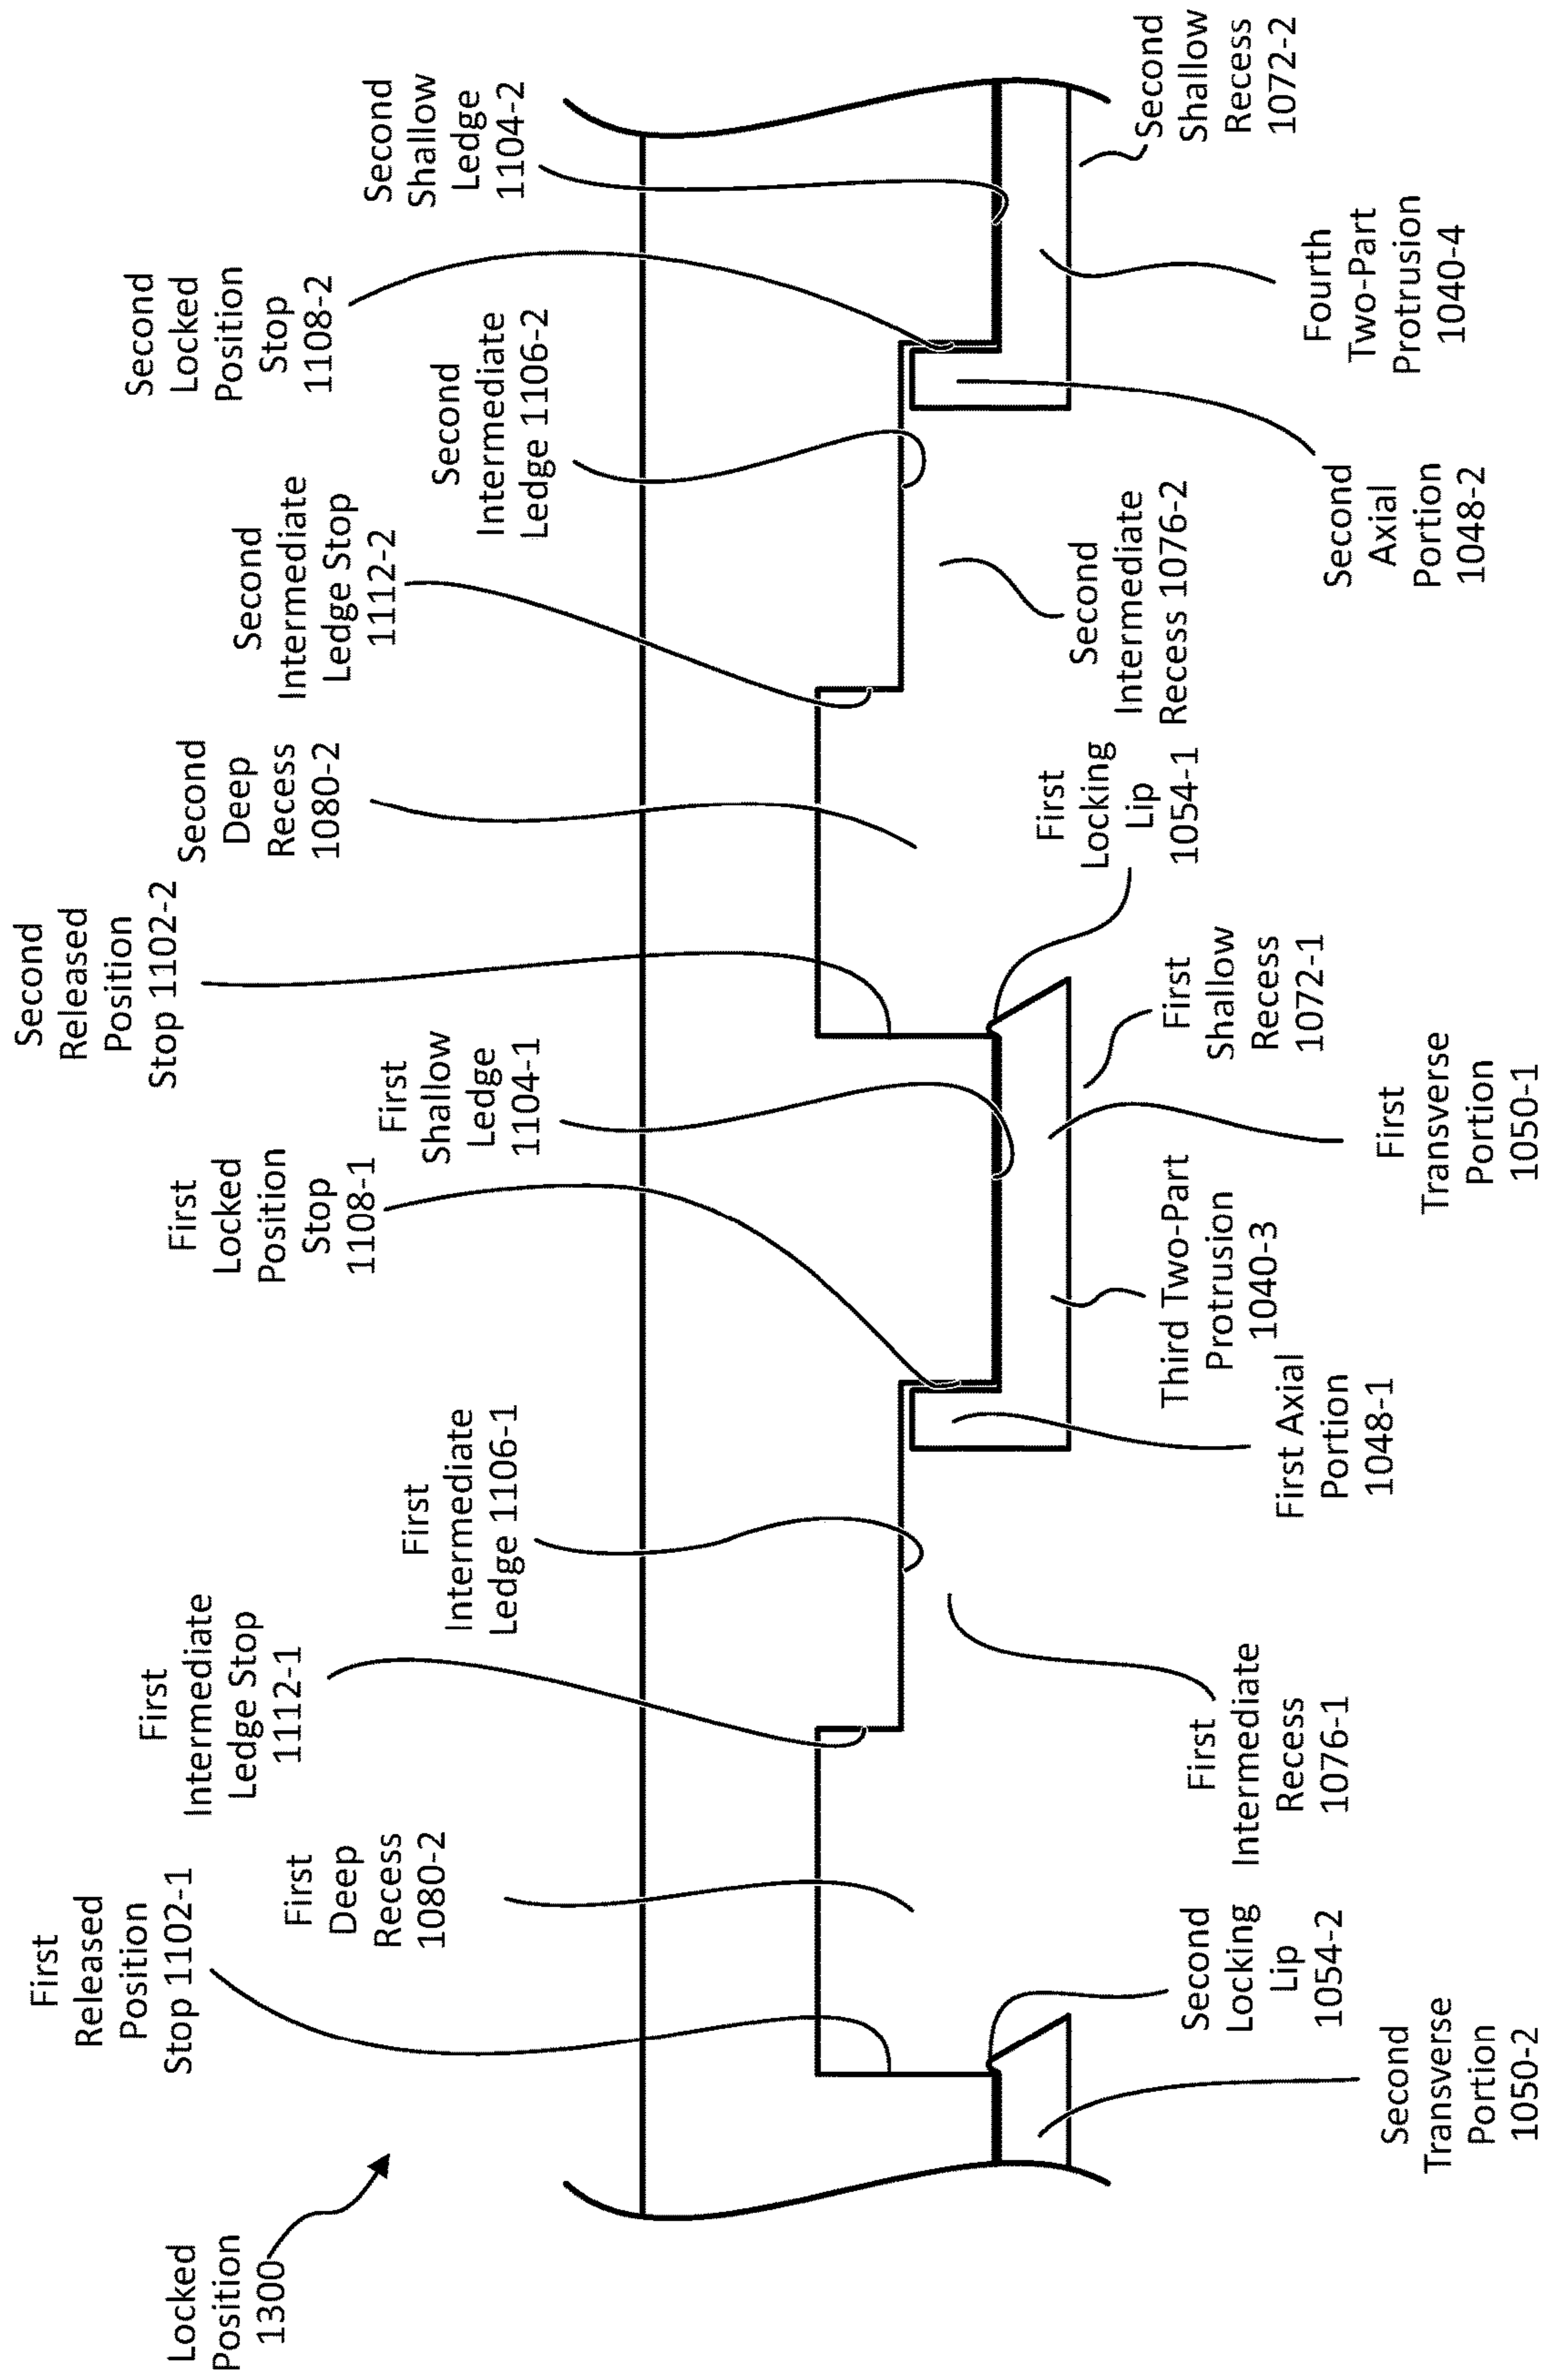 Locked
Position
1300
First
Released
Position
Stop 1102-1
First
Deep
Recess
1080-2
First
Intermediate
Ledge Stop
1112-1
First
Intermediate
Ledge 1106-1
First
Locked
Position
Stop
1108-1
First
Shallow
Ledge
1104-1
Second
Released
Position
Stop 1102-2
Second
Deep
Recess
1080-2
Second
Intermediate
Ledge Stop
1112-2
Second
Intermediate
Ledge 1106-2
Second
Locked
Position
Stop
1108-2
Second
Shallow
Ledge
1104-2
Second
Transverse
Portion
1050-2
Second
Locking
Lip
1054-2
First
Intermediate
Recess
1076-1
First Axial
Portion
1048-1
Third Two-Part
Protrusion
1040-3
First
Transverse
Portion
1050-1
First
Shallow
Recess
1072-1
First
Locking
Lip
1054-1
Second
Intermediate
Recess 1076-2
Second
Axial
Portion
1048-2
Fourth
Two-Part
Protrusion
1040-4
Second
Shallow
Recess
1072-2